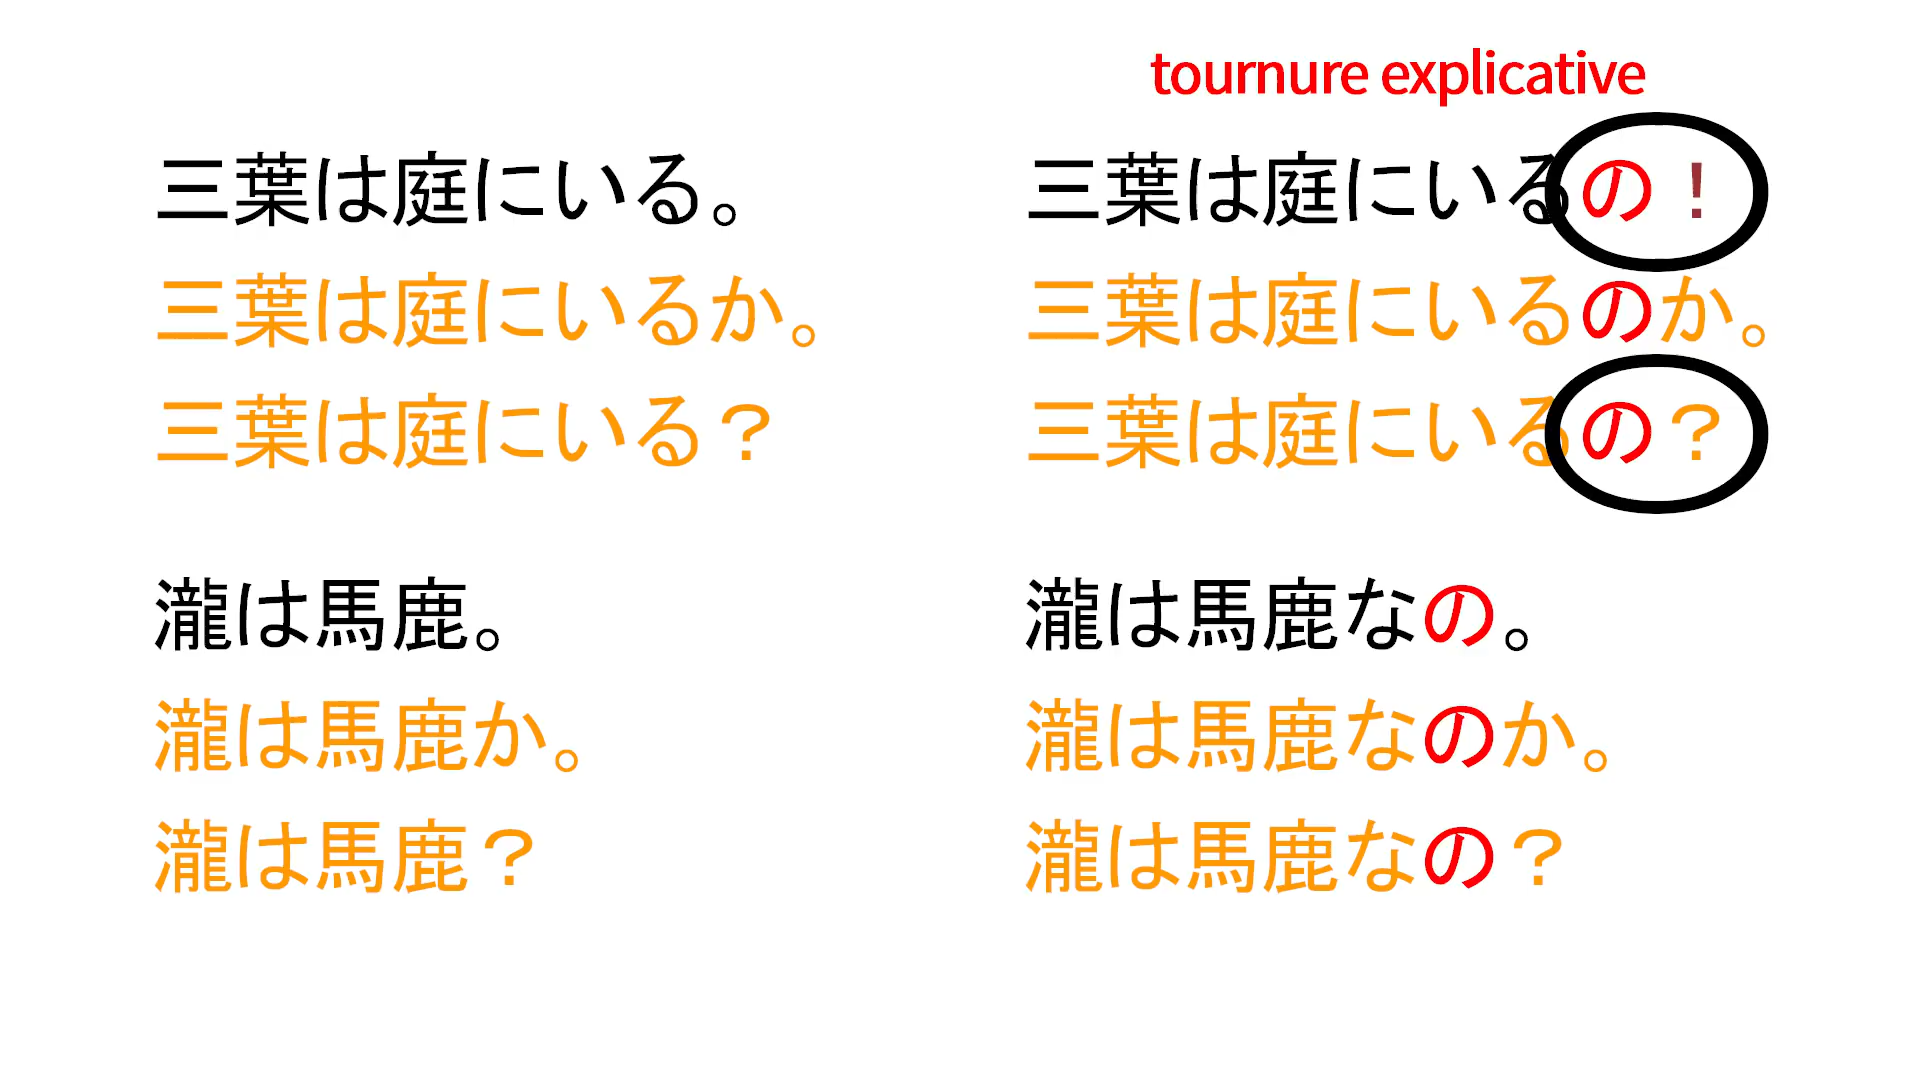 tournure explicative
三葉は庭にいる。
三葉は庭にいるの！
三葉は庭にいるか。
三葉は庭にいるのか。
三葉は庭にいる？
三葉は庭にいるの？
瀧は馬鹿。
瀧は馬鹿なの。
瀧は馬鹿か。
瀧は馬鹿なのか。
瀧は馬鹿？
瀧は馬鹿なの？